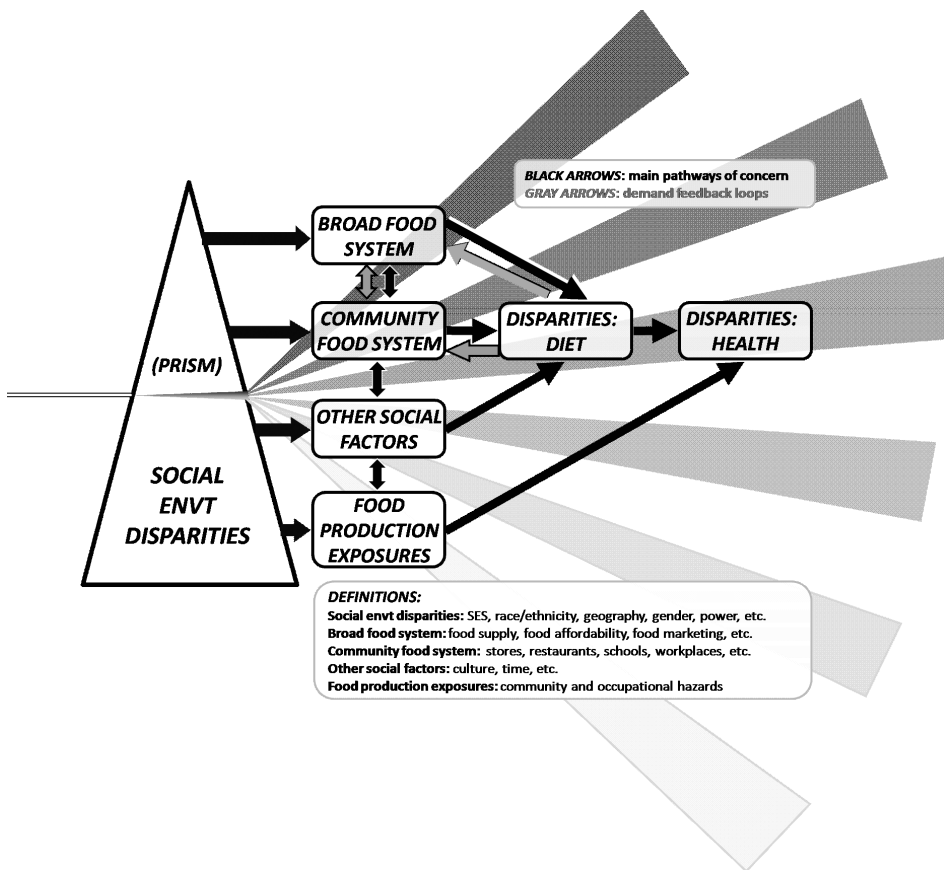 BLACK ARROWS: main pathways of concern
GRAY ARROWS: demand feedback loops
BROAD FOOD
SYSTEM
COMMUNITY
FOOD SYSTEM
DISPARITIES:
DIET
DISPARITIES:
HEALTH
(PRISM)
OTHER SOCIAL
FACTORS
SOCIAL
ENVT
DISPARITIES
FOOD
PRODUCTION
EXPOSURES
DEFINITIONS:
Social envt disparities: SES, race/ethnicity, geography, gender, power, etc.
Broad food system: food supply, food affordability, food marketing, etc.
Community food system: stores, restaurants, schools, workplaces, etc.
Other social factors: culture, time, etc.
Food production exposures: community and occupational hazards